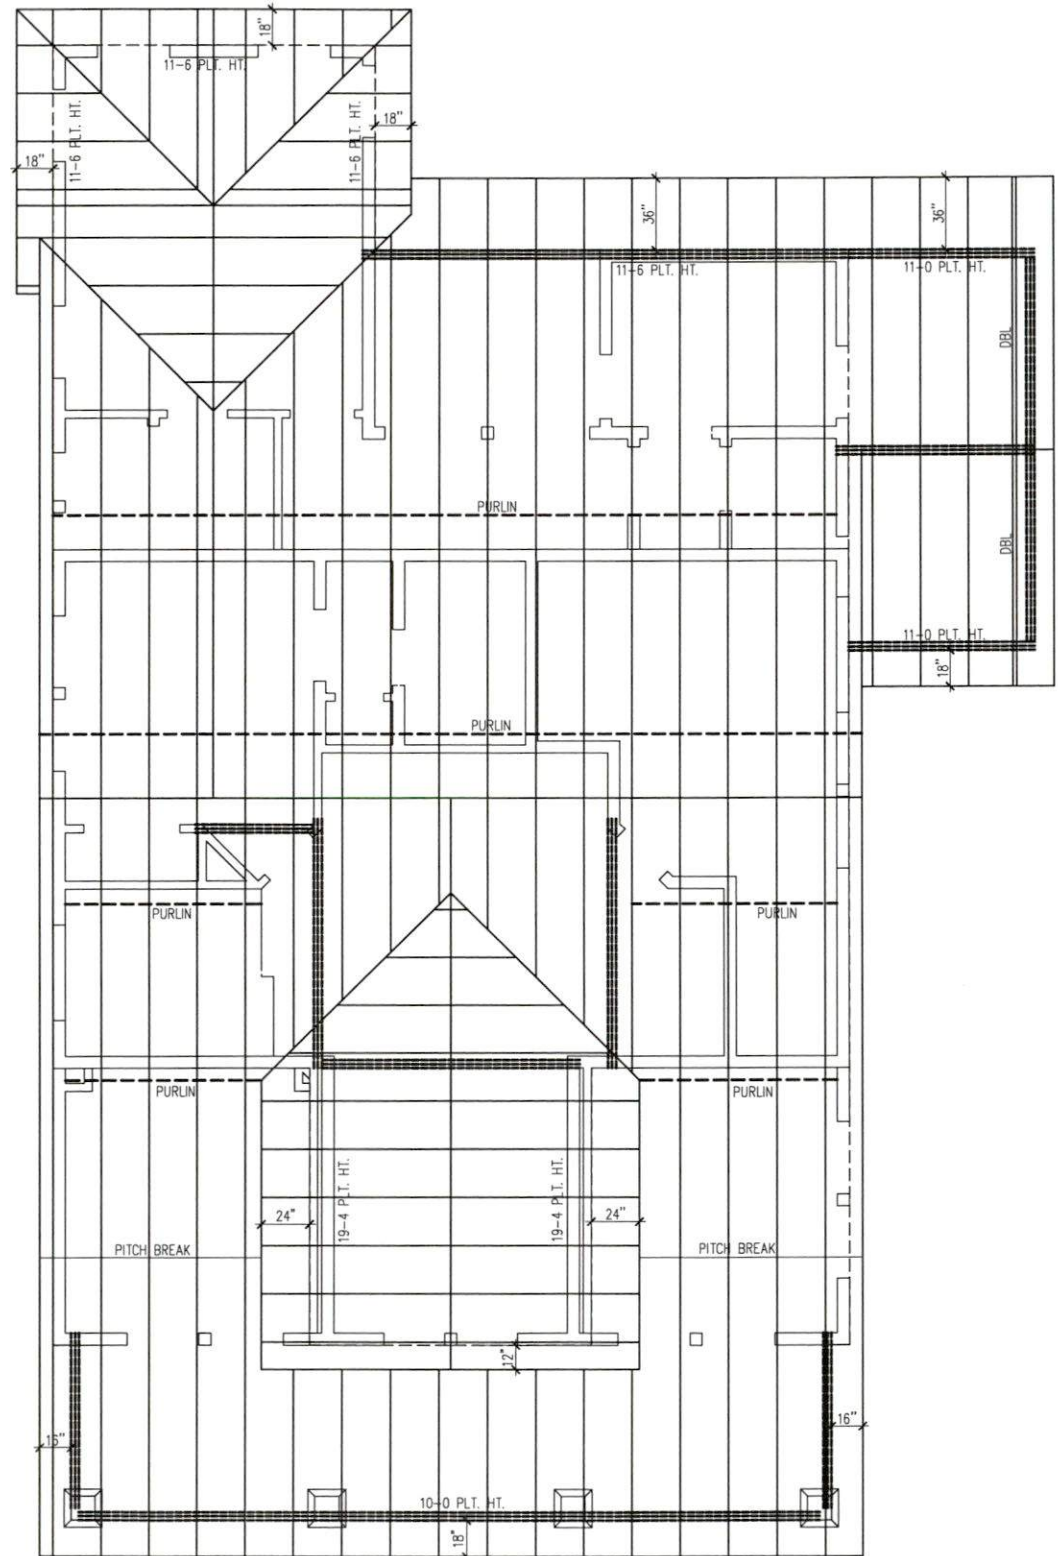 18"
11-6 PLT. HT.
11-6 PLT. HT.
11-6 PLT. HT.
18"
18"
36"
36"
11-6 PLT. HT.
11-0 PLT. HT.
DBL
PURLIN
DBL
11-0 PLT. HT.
18"
PURLIN
PURLIN
PURLIN
PURLIN
PURLIN
19-4 PLT. HT.
19-4 PLT. HT.
24"
24"
PITCH BREAK
PITCH BREAK
12"
16"
16"
10-0 PLT. HT.
18"